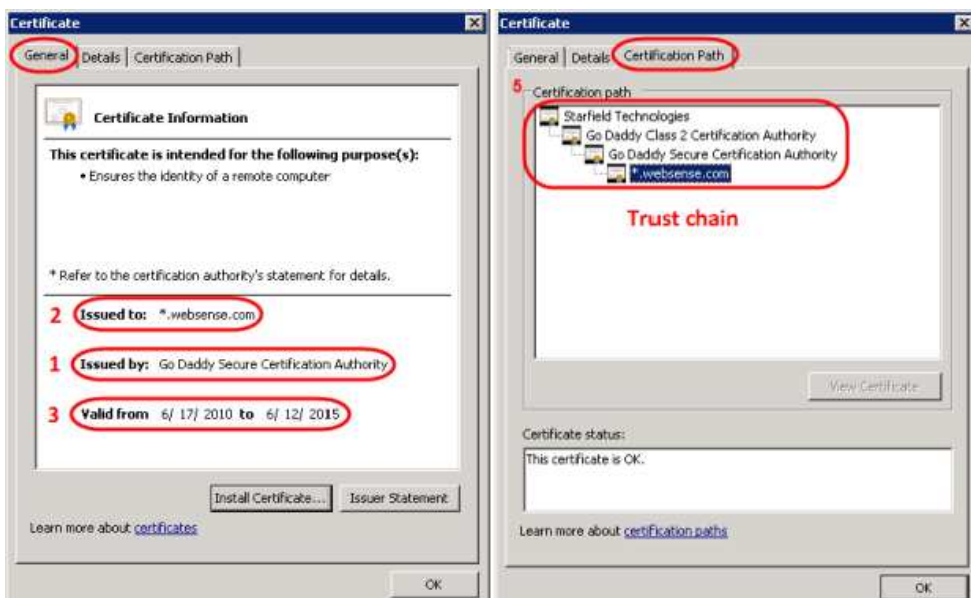 Certificate
General
Details
Certification Path
Certificate Information
This certificate is intended for the following purpose(s):
• Ensures the identity of a remote computer
* Refer to the certification authority's statement for details.
2 Issued to: *.websense.com
1 Issued by: Go Daddy Secure Certification Authority
3 Valid from 6/ 17/ 2010 to 6/ 12/ 2015
Install Certificate...
Issuer Statement
Learn more about certificates
OK
Certificate
General
Details
Certification Path
5
Certification path
Starfield Technologies
Go Daddy Class 2 Certification Authority
Go Daddy Secure Certification Authority
*.websense.com
Trust chain
View Certificate
Certificate status:
This certificate is OK.
Learn more about certification paths
OK